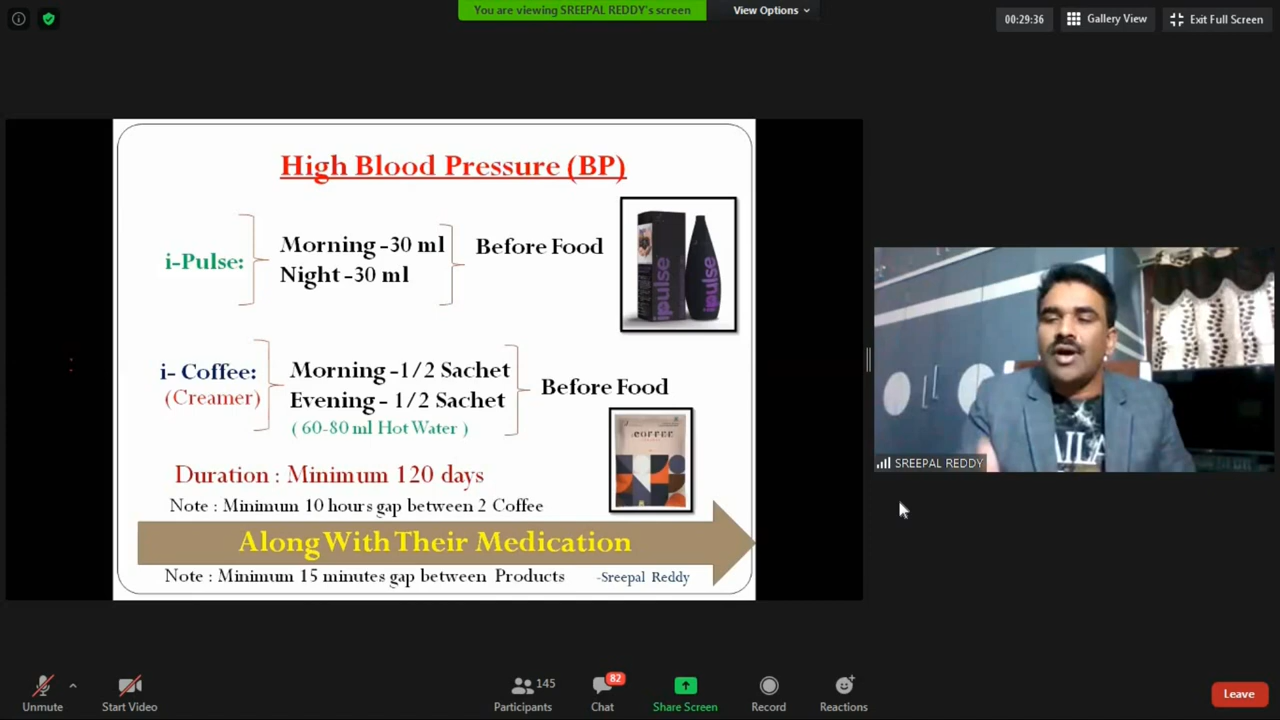 You are viewing SREEPAL REDDY's screen
View Options
00:29:36
Gallery View
Exit Full Screen
High Blood Pressure (BP)
i-Pulse:
Morning -30 ml
Night -30 ml
Before Food
ipulse
ipulse
i- Coffee:
(Creamer)
Morning -1/2 Sachet
Evening - 1/2 Sachet
( 60-80 ml Hot Water )
Before Food
COFFEE
Duration : Minimum 120 days
Note : Minimum 10 hours gap between 2 Coffee
Along With Their Medication
Note : Minimum 15 minutes gap between Products
-Sreepal Reddy
SREEPAL REDDY
Unmute
Start Video
145
Participants
82
Chat
Share Screen
Record
Reactions
Leave